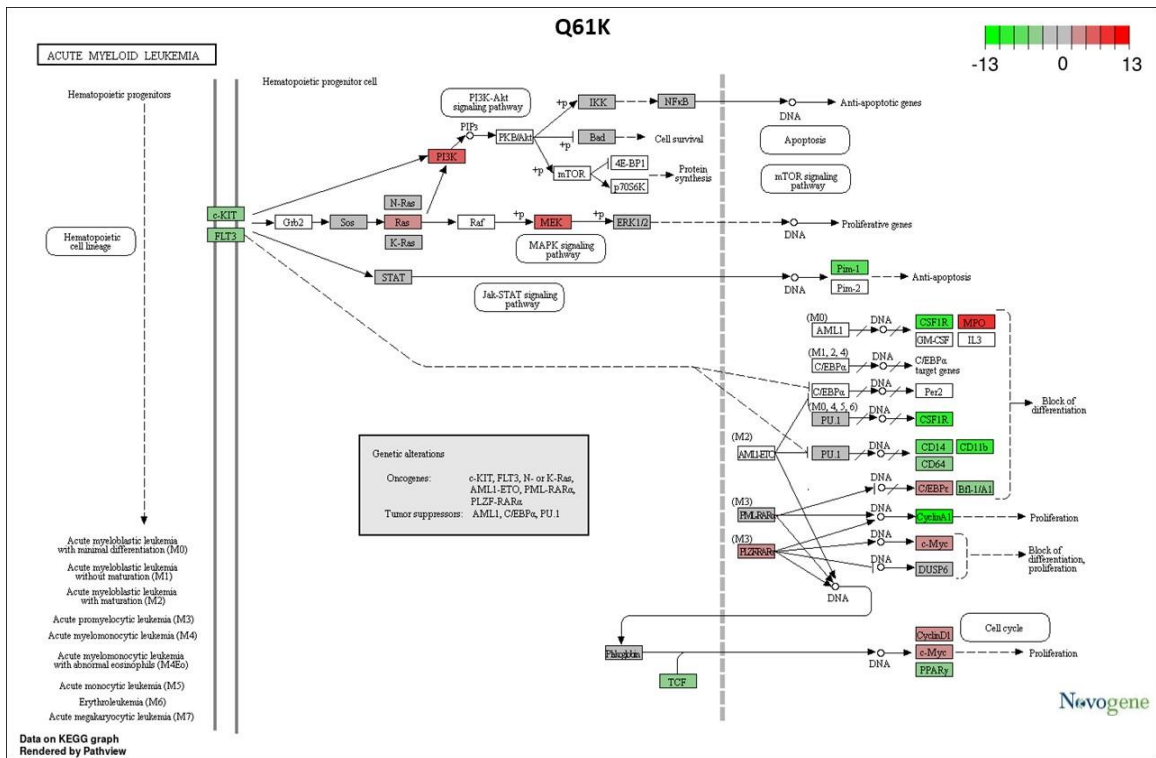 Q61K
-13 0 13
ACUTE MYELOID LEUKEMIA
Hematopoietic progenitor cell
Hematopoietic progenitors
PI3K-Akt
signaling pathway
+p
IKK
NFκB
DNA
Anti-apoptotic genes
PIP₃
PKB/Akt
Bad
Cell survival
Apoptosis
+p
PI3K
+p
mTOR
4E-BP1
p70S6K
Protein
synthesis
mTOR signaling
pathway
c-KIT
FLT3
N-Ras
Grb2
Sos
Ras
K-Ras
Raf
+p
MEK
+p
ERK1/2
DNA
Proliferative genes
MAPK signaling
pathway
Hematopoietic
cell lineage
STAT
DNA
Pim-1
Pim-2
Anti-apoptosis
Jak-STAT signaling
pathway
(M0)
AML1
DNA
CSF1R
MPO
GM-CSF
IL3
(M1, 2, 4)
C/EBPα
DNA
C/EBPα
target genes
C/EBPα
DNA
Per2
Block of
differentiation
(M0, 4, 5, 6)
PU.1
DNA
CSF1R
(M2)
AML1-ETO
PU.1
DNA
CD14
CD11b
CD64
Genetic alterations
Oncogenes: c-KIT, FLT3, N- or K-Ras,
AML1-ETO, PML-RARα,
PLZF-RARα
Tumor suppressors: AML1, C/EBPα, PU.1
DNA
C/EBPε
Bfl-1/A1
(M3)
PML-RARα
DNA
CyclinA1
Proliferation
(M3)
PLZF-RARα
DNA
c-Myc
DNA
DUSP6
Block of
differentiation,
proliferation
DNA
Acute myeloblastic leukemia
with minimal differentiation (M0)
Acute myeloblastic leukemia
without maturation (M1)
Acute myeloblastic leukemia
with maturation (M2)
Acute promyelocytic leukemia (M3)
Acute myelomonocytic leukemia (M4)
Acute myelomonocytic leukemia
with abnormal eosinophils (M4Eo)
Acute monocytic leukemia (M5)
Erythroleukemia (M6)
Acute megakaryocytic leukemia (M7)
Plakoglobin
TCF
DNA
CyclinD1
c-Myc
PPARγ
Cell cycle
Proliferation
Novogene
Data on KEGG graph
Rendered by Pathview